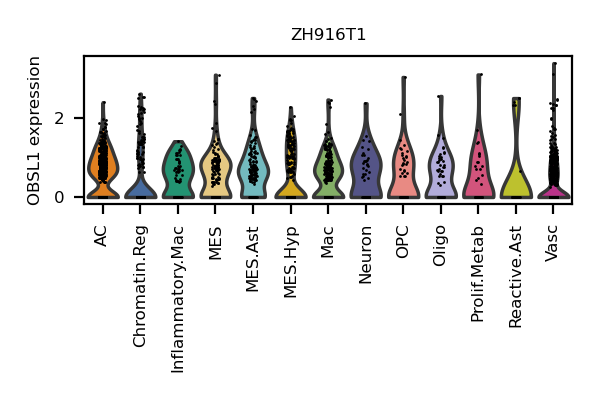 ZH916T1
OBSL1 expression
2
0
AC
Chromatin.Reg
Inflammatory.Mac
MES
MES.Ast
MES.Hyp
Mac
Neuron
OPC
Oligo
Prolif.Metab
Reactive.Ast
Vasc